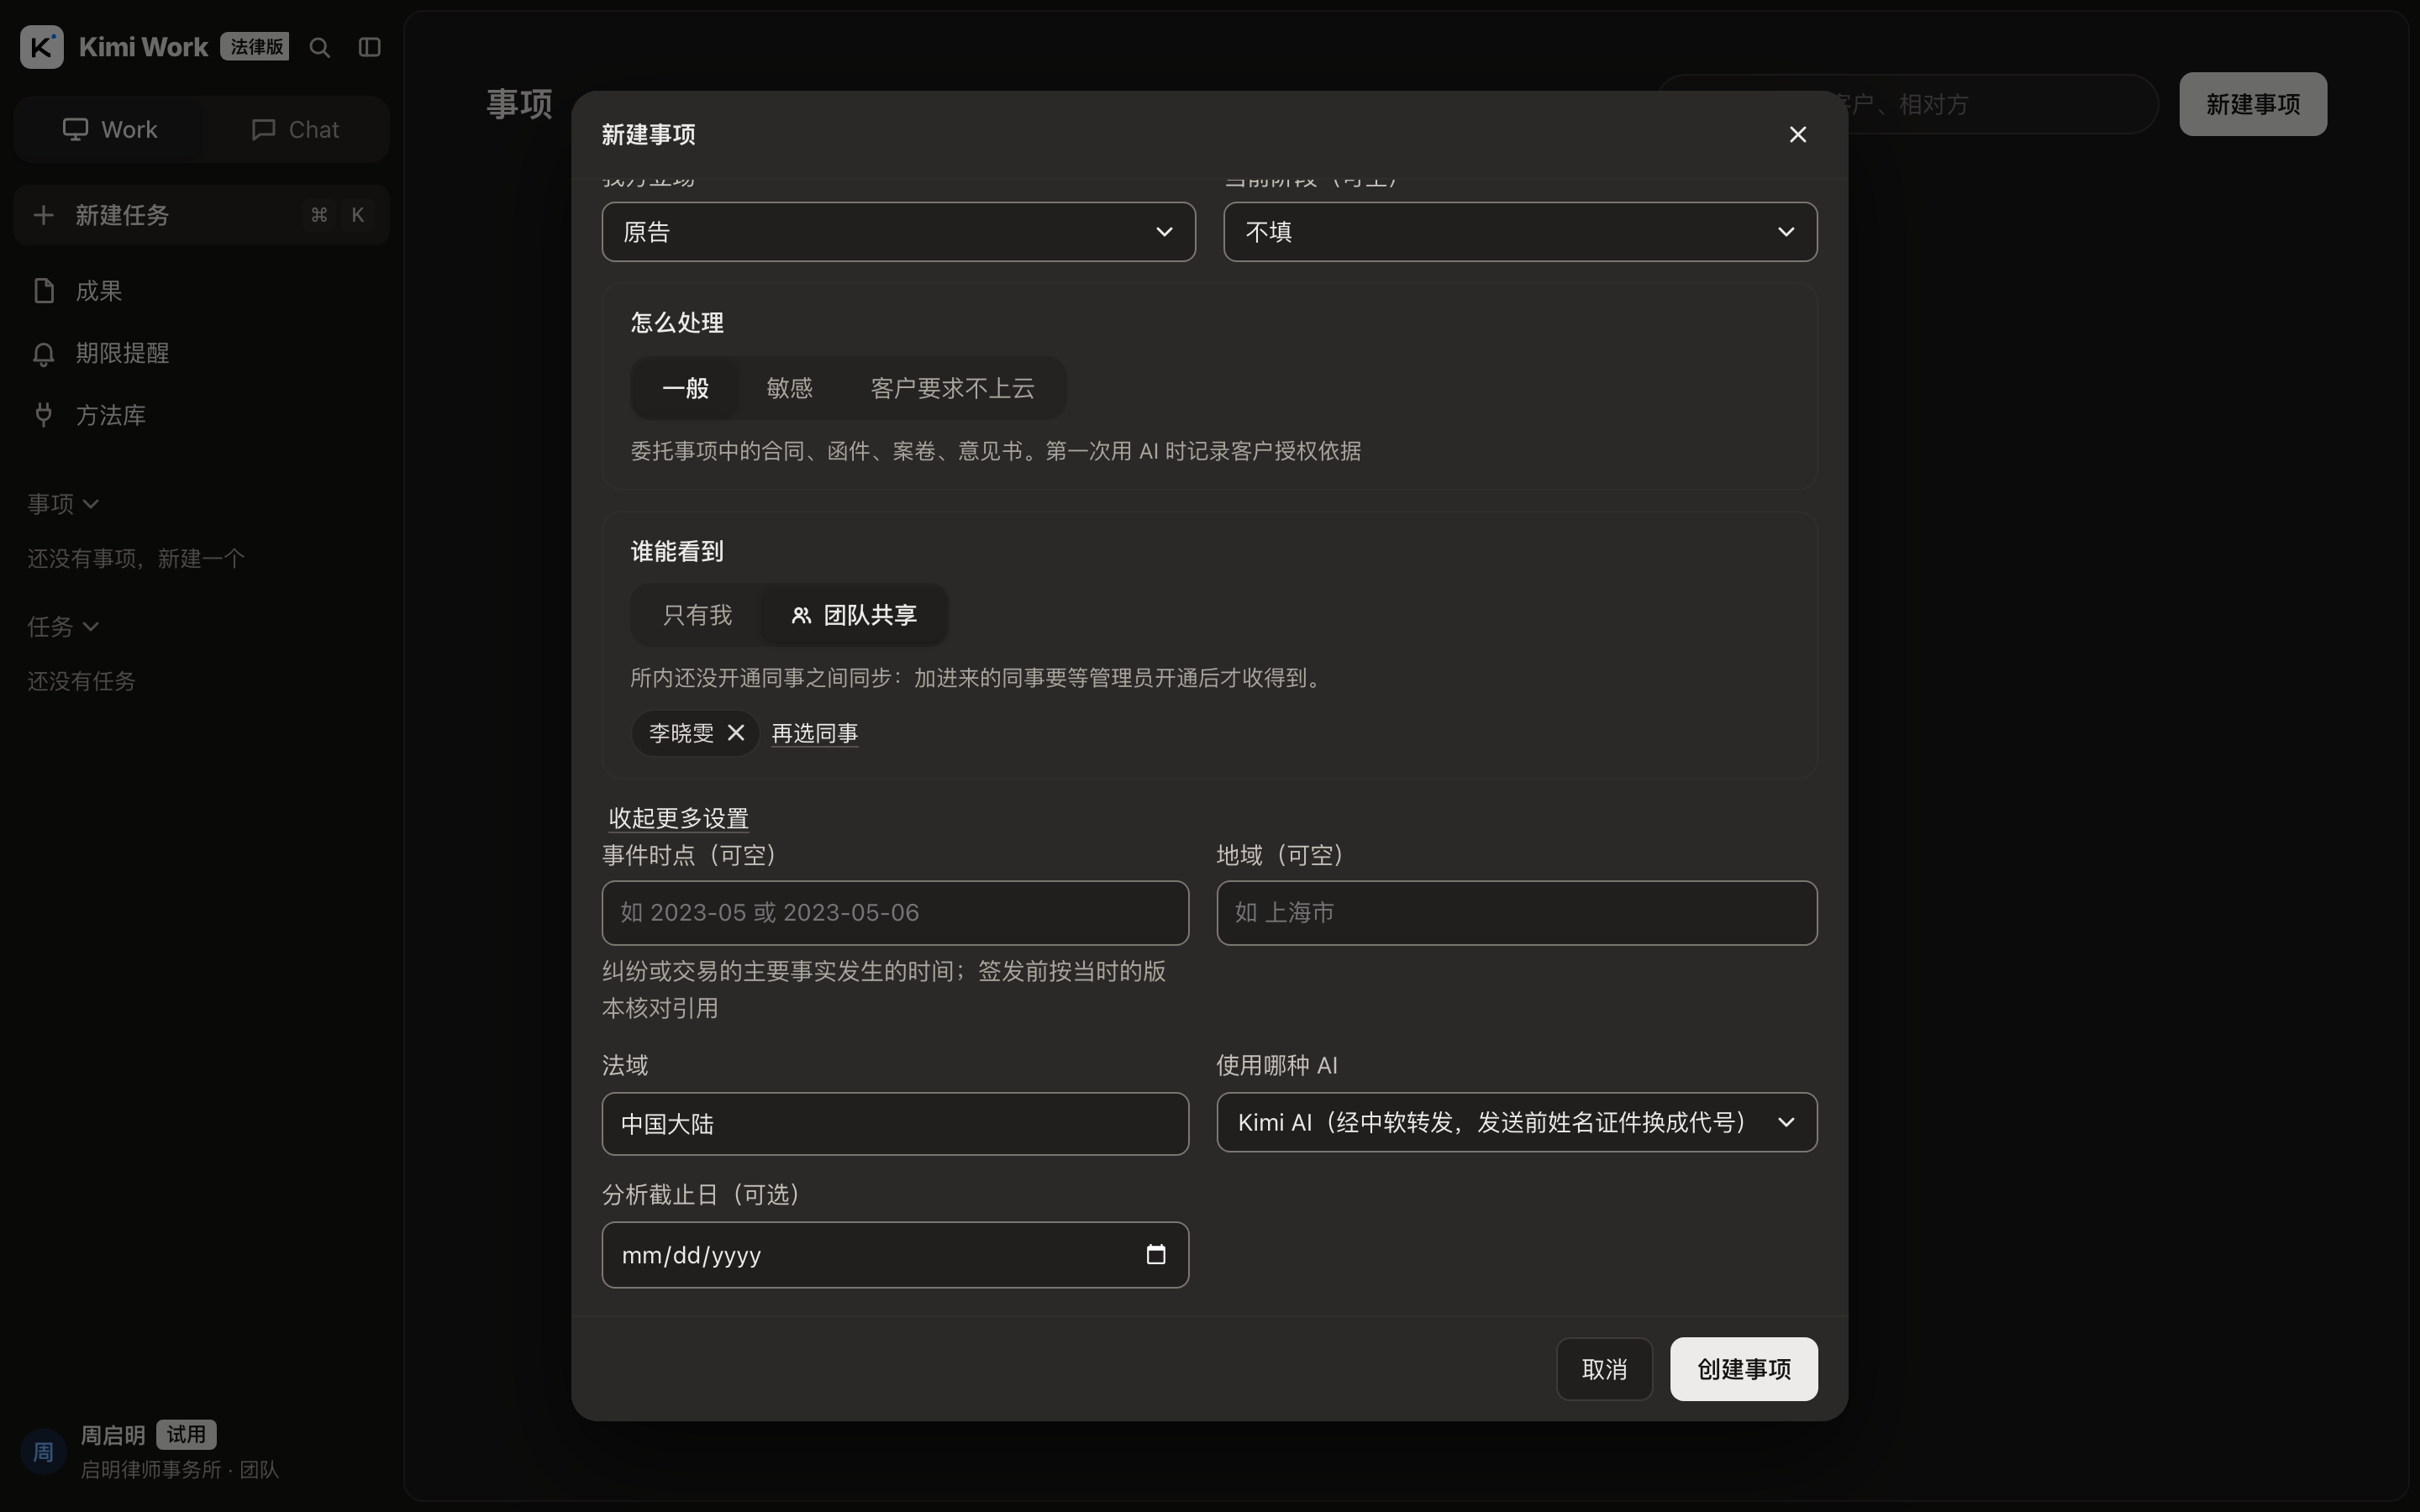 Kimi Work 法律版
Work
Chat
新建任务 ⌘ K
成果
期限提醒
方法库
事项
还没有事项，新建一个
任务
还没有任务
周 周启明 试用
启明律师事务所 · 团队
事项
客户、相对方
新建事项
新建事项
我方立场
当前阶段（可空）
原告
不填
怎么处理
一般 敏感 客户要求不上云
委托事项中的合同、函件、案卷、意见书。第一次用 AI 时记录客户授权依据
谁能看到
只有我 团队共享
所内还没开通同事之间同步：加进来的同事要等管理员开通后才收得到。
李晓雯 再选同事
收起更多设置
事件时点（可空）
地域（可空）
如 2023-05 或 2023-05-06
如 上海市
纠纷或交易的主要事实发生的时间；签发前按当时的版
本核对引用
法域
使用哪种 AI
中国大陆
Kimi AI（经中软转发，发送前姓名证件换成代号）
分析截止日（可选）
mm/dd/yyyy
取消
创建事项